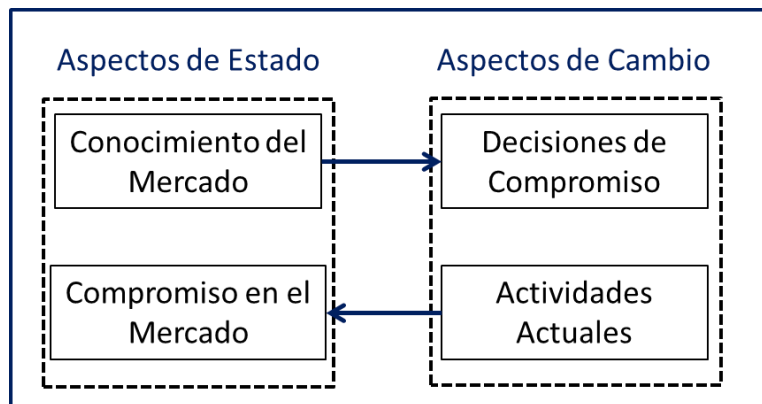 Aspectos de Estado
Aspectos de Cambio
Conocimiento del
Mercado
Decisiones de
Compromiso
Compromiso en el
Mercado
Actividades
Actuales